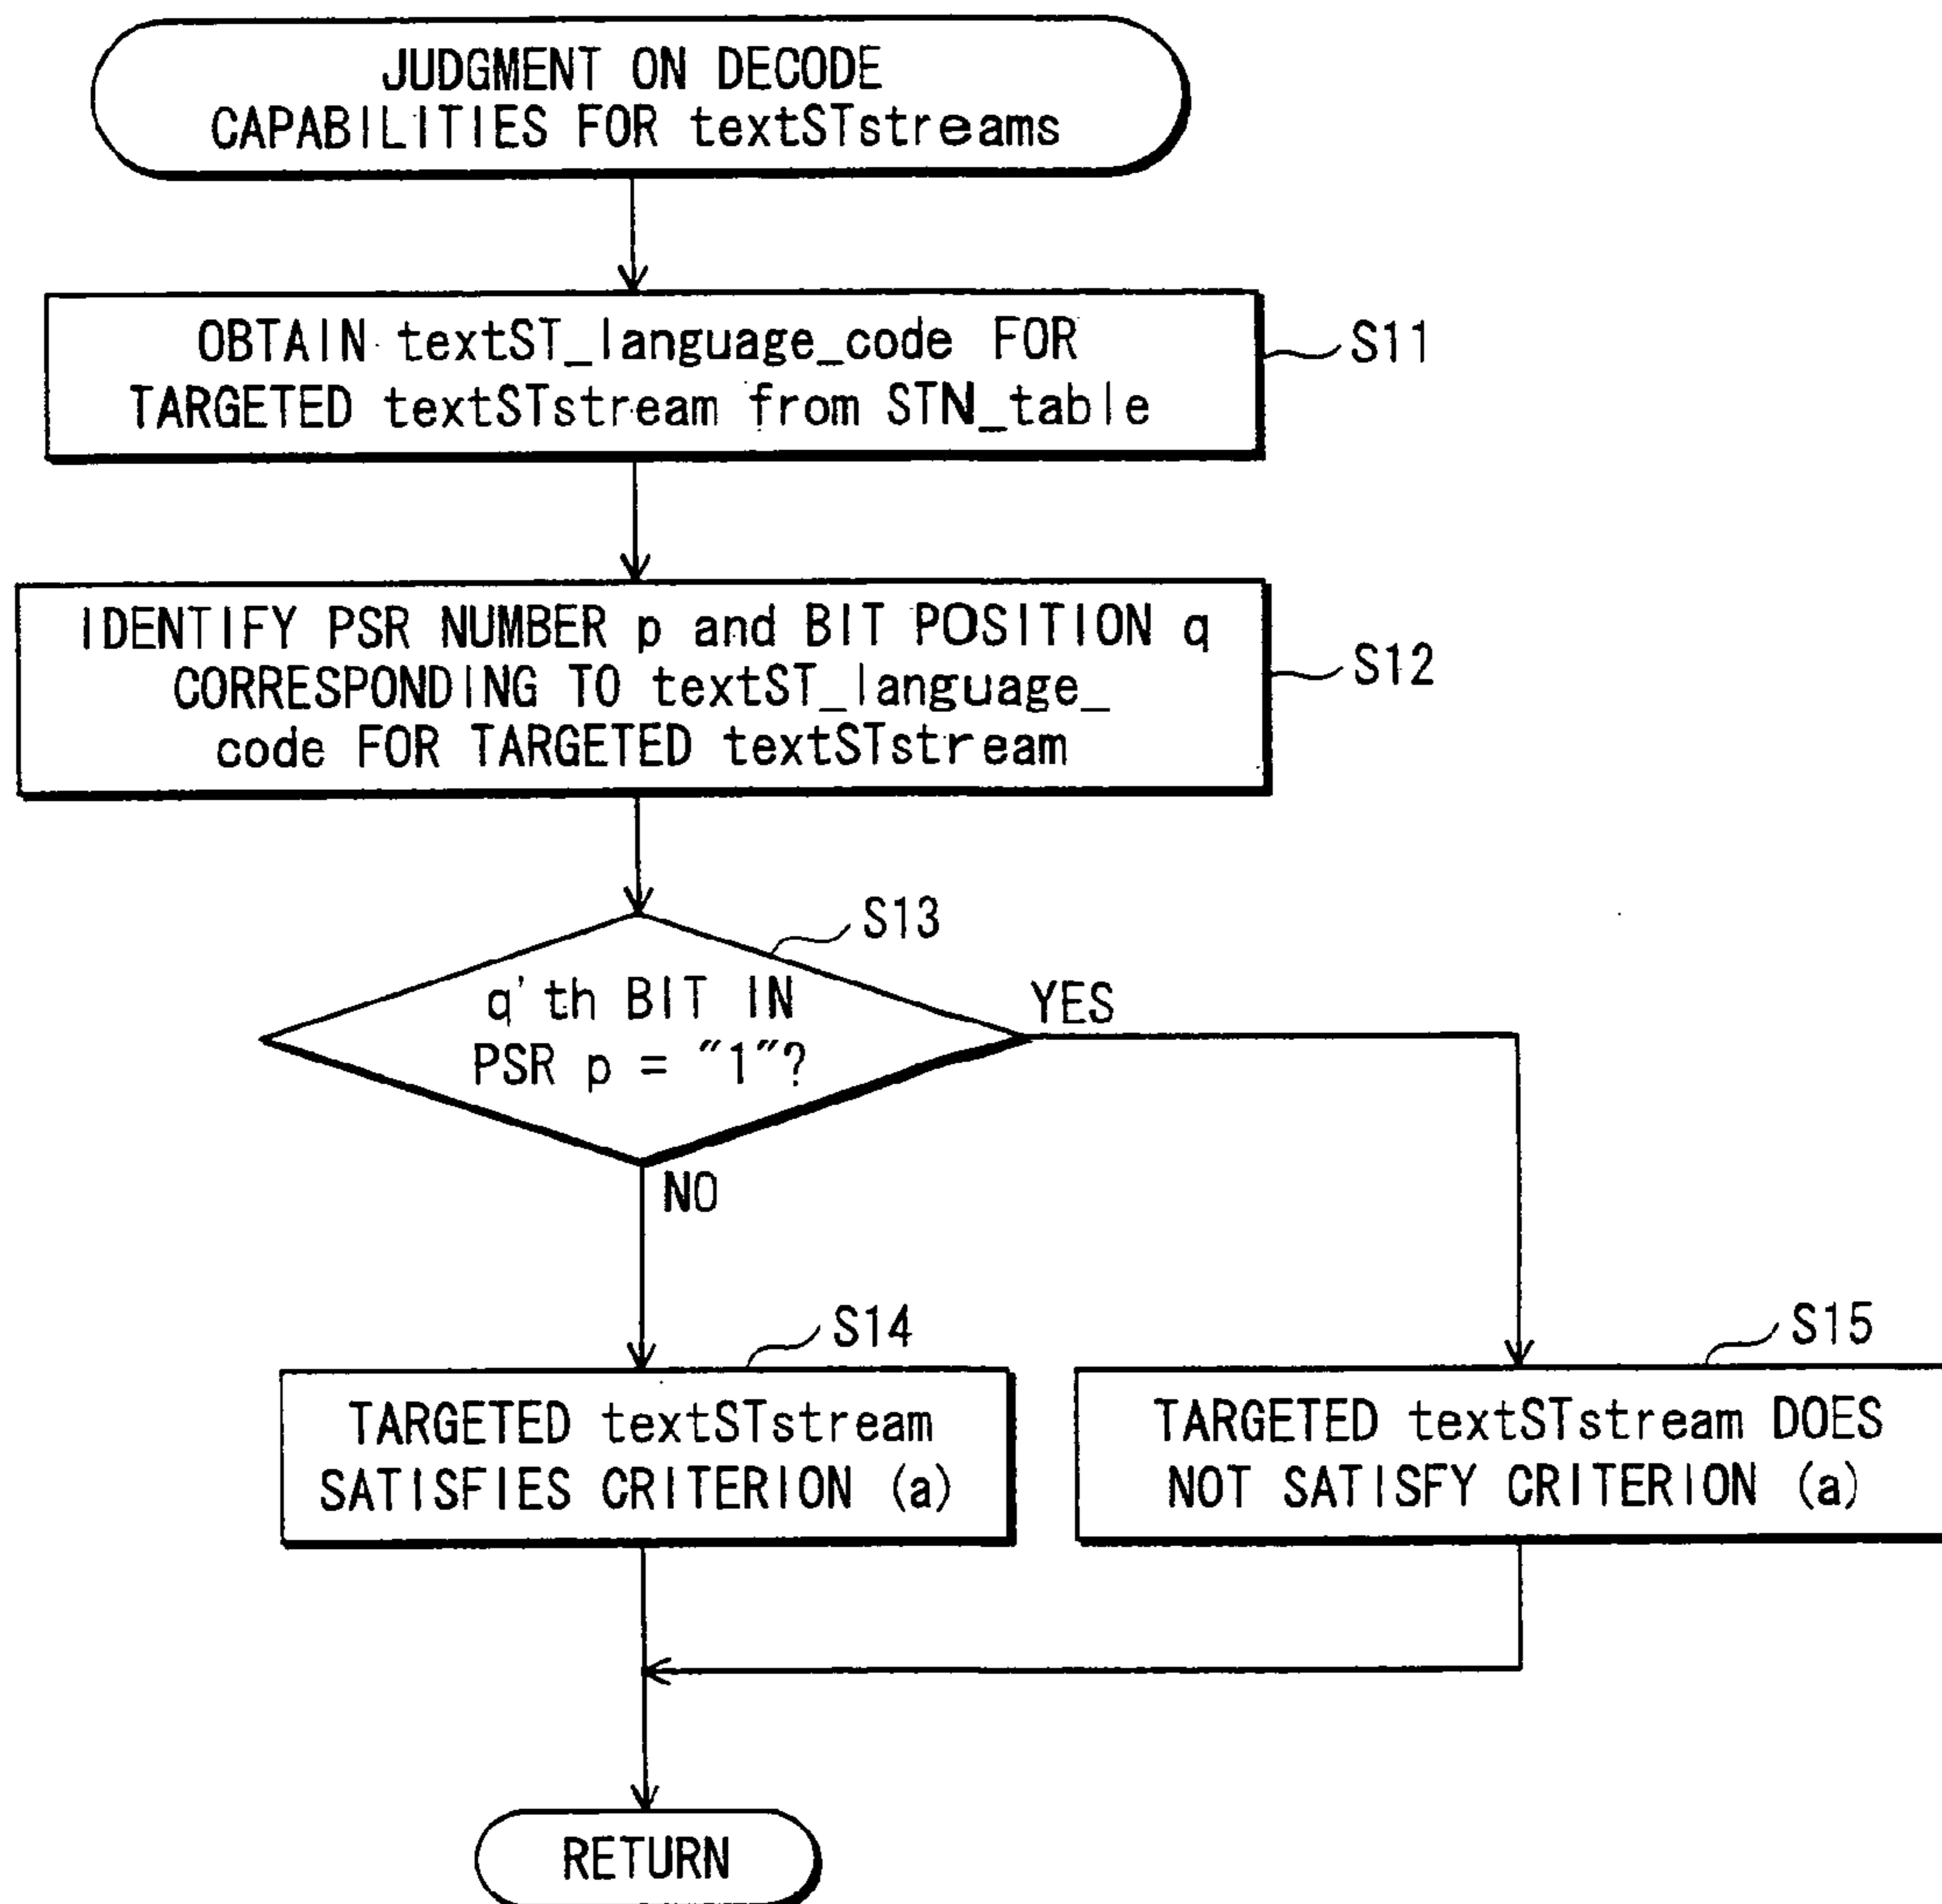 JUDGMENT ON DECODE
CAPABILITIES FOR textSTstreams
OBTAIN textST_language_code FOR
TARGETED textSTstream from STN_table
S11
IDENTIFY PSR NUMBER p and BIT POSITION q
CORRESPONDING TO textST_language_
code FOR TARGETED textSTstream
S12
S13
q'th BIT IN
PSR p = "1"?
YES
NO
S14
TARGETED textSTstream
SATISFIES CRITERION (a)
S15
TARGETED textSTstream DOES
NOT SATISFY CRITERION (a)
RETURN